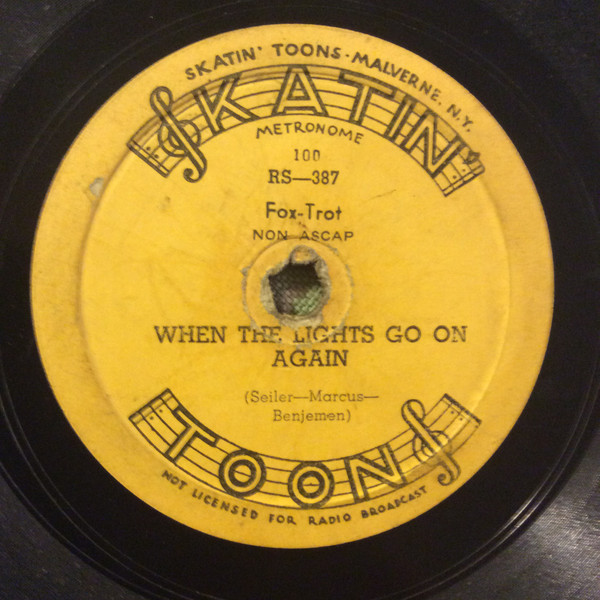 SKATIN' TOONS - MALVERNE, N.Y.
SKATIN'
METRONOME
100
RS—387
Fox-Trot
NON ASCAP
WHEN THE LIGHTS GO ON
AGAIN
(Seiler—Marcus—
Benjemen)
TOONS
NOT LICENSED FOR RADIO BROADCAST